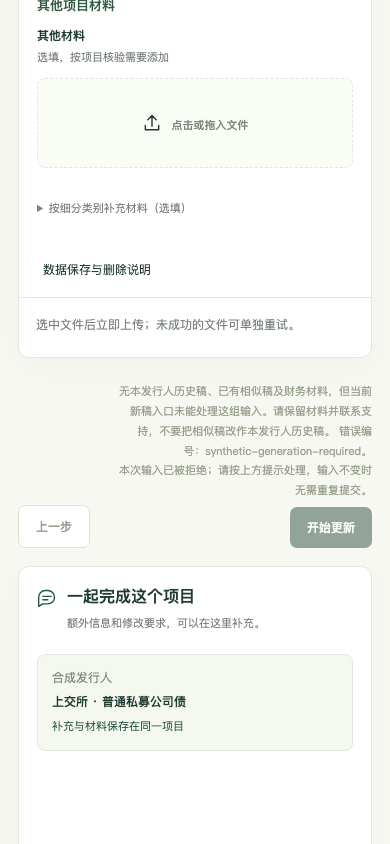 其他项目材料
其他材料
选填，按项目核验需要添加
点击或拖入文件
▶ 按细分类别补充材料（选填）
数据保存与删除说明
选中文件后立即上传；未成功的文件可单独重试。
无本发行人历史稿、已有相似稿及财务材料，但当前
新稿入口未能处理这组输入。请保留材料并联系支
持，不要把相似稿改作本发行人历史稿。 错误编
号：synthetic-generation-required。
本次输入已被拒绝；请按上方提示处理，输入不变时
无需重复提交。
上一步
开始更新
一起完成这个项目
额外信息和修改要求，可以在这里补充。
合成发行人
上交所 · 普通私募公司债
补充与材料保存在同一项目